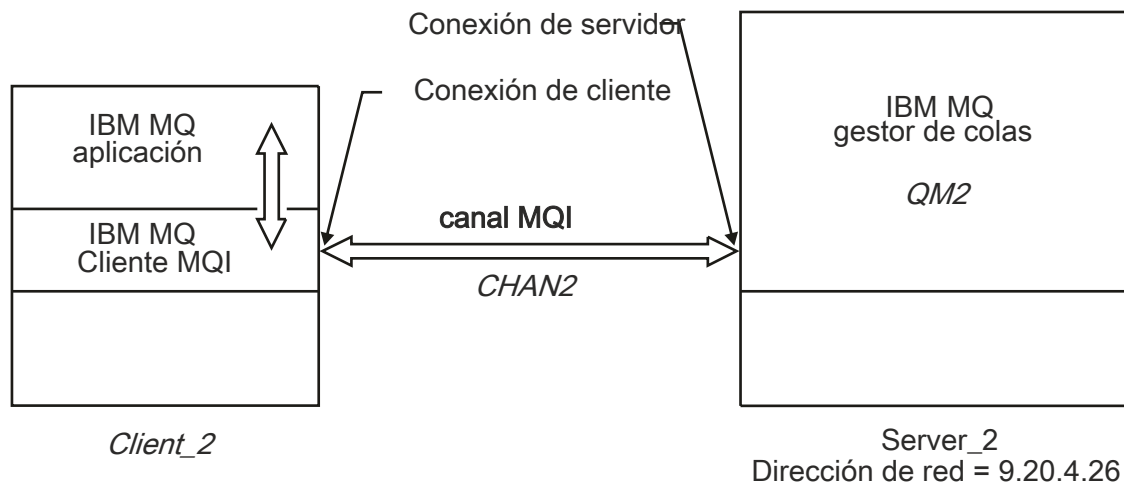 Conexión de servidor
Conexión de cliente
IBM MQ
aplicación
IBM MQ
Cliente MQI
canal MQI
CHAN2
IBM MQ
gestor de colas
QM2
Client_2
Server_2
Dirección de red = 9.20.4.26